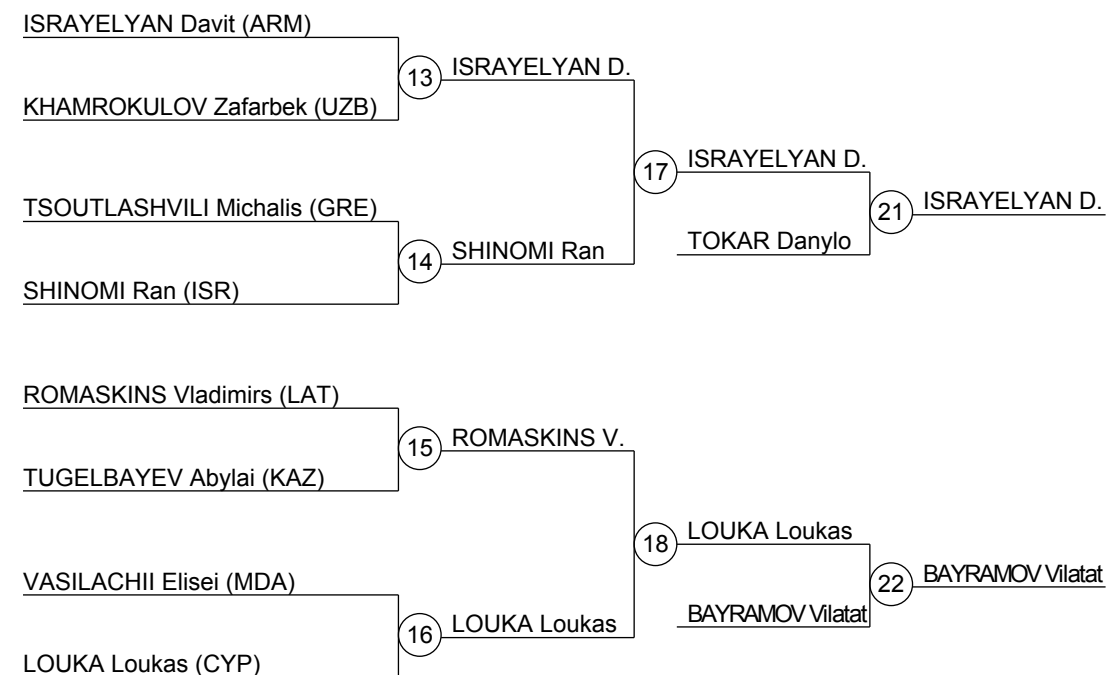 ISRAYELYAN Davit (ARM)
13
ISRAYELYAN D.
KHAMROKULOV Zafarbek (UZB)
17
ISRAYELYAN D.
21
ISRAYELYAN D.
TSOUTLASHVILI Michalis (GRE)
14
SHINOMI Ran
TOKAR Danylo
SHINOMI Ran (ISR)
ROMASKINS Vladimirs (LAT)
15
ROMASKINS V.
TUGELBAYEV Abylai (KAZ)
18
LOUKA Loukas
22
BAYRAMOV Vilatat
VASILACHII Elisei (MDA)
16
LOUKA Loukas
BAYRAMOV Vilatat
LOUKA Loukas (CYP)